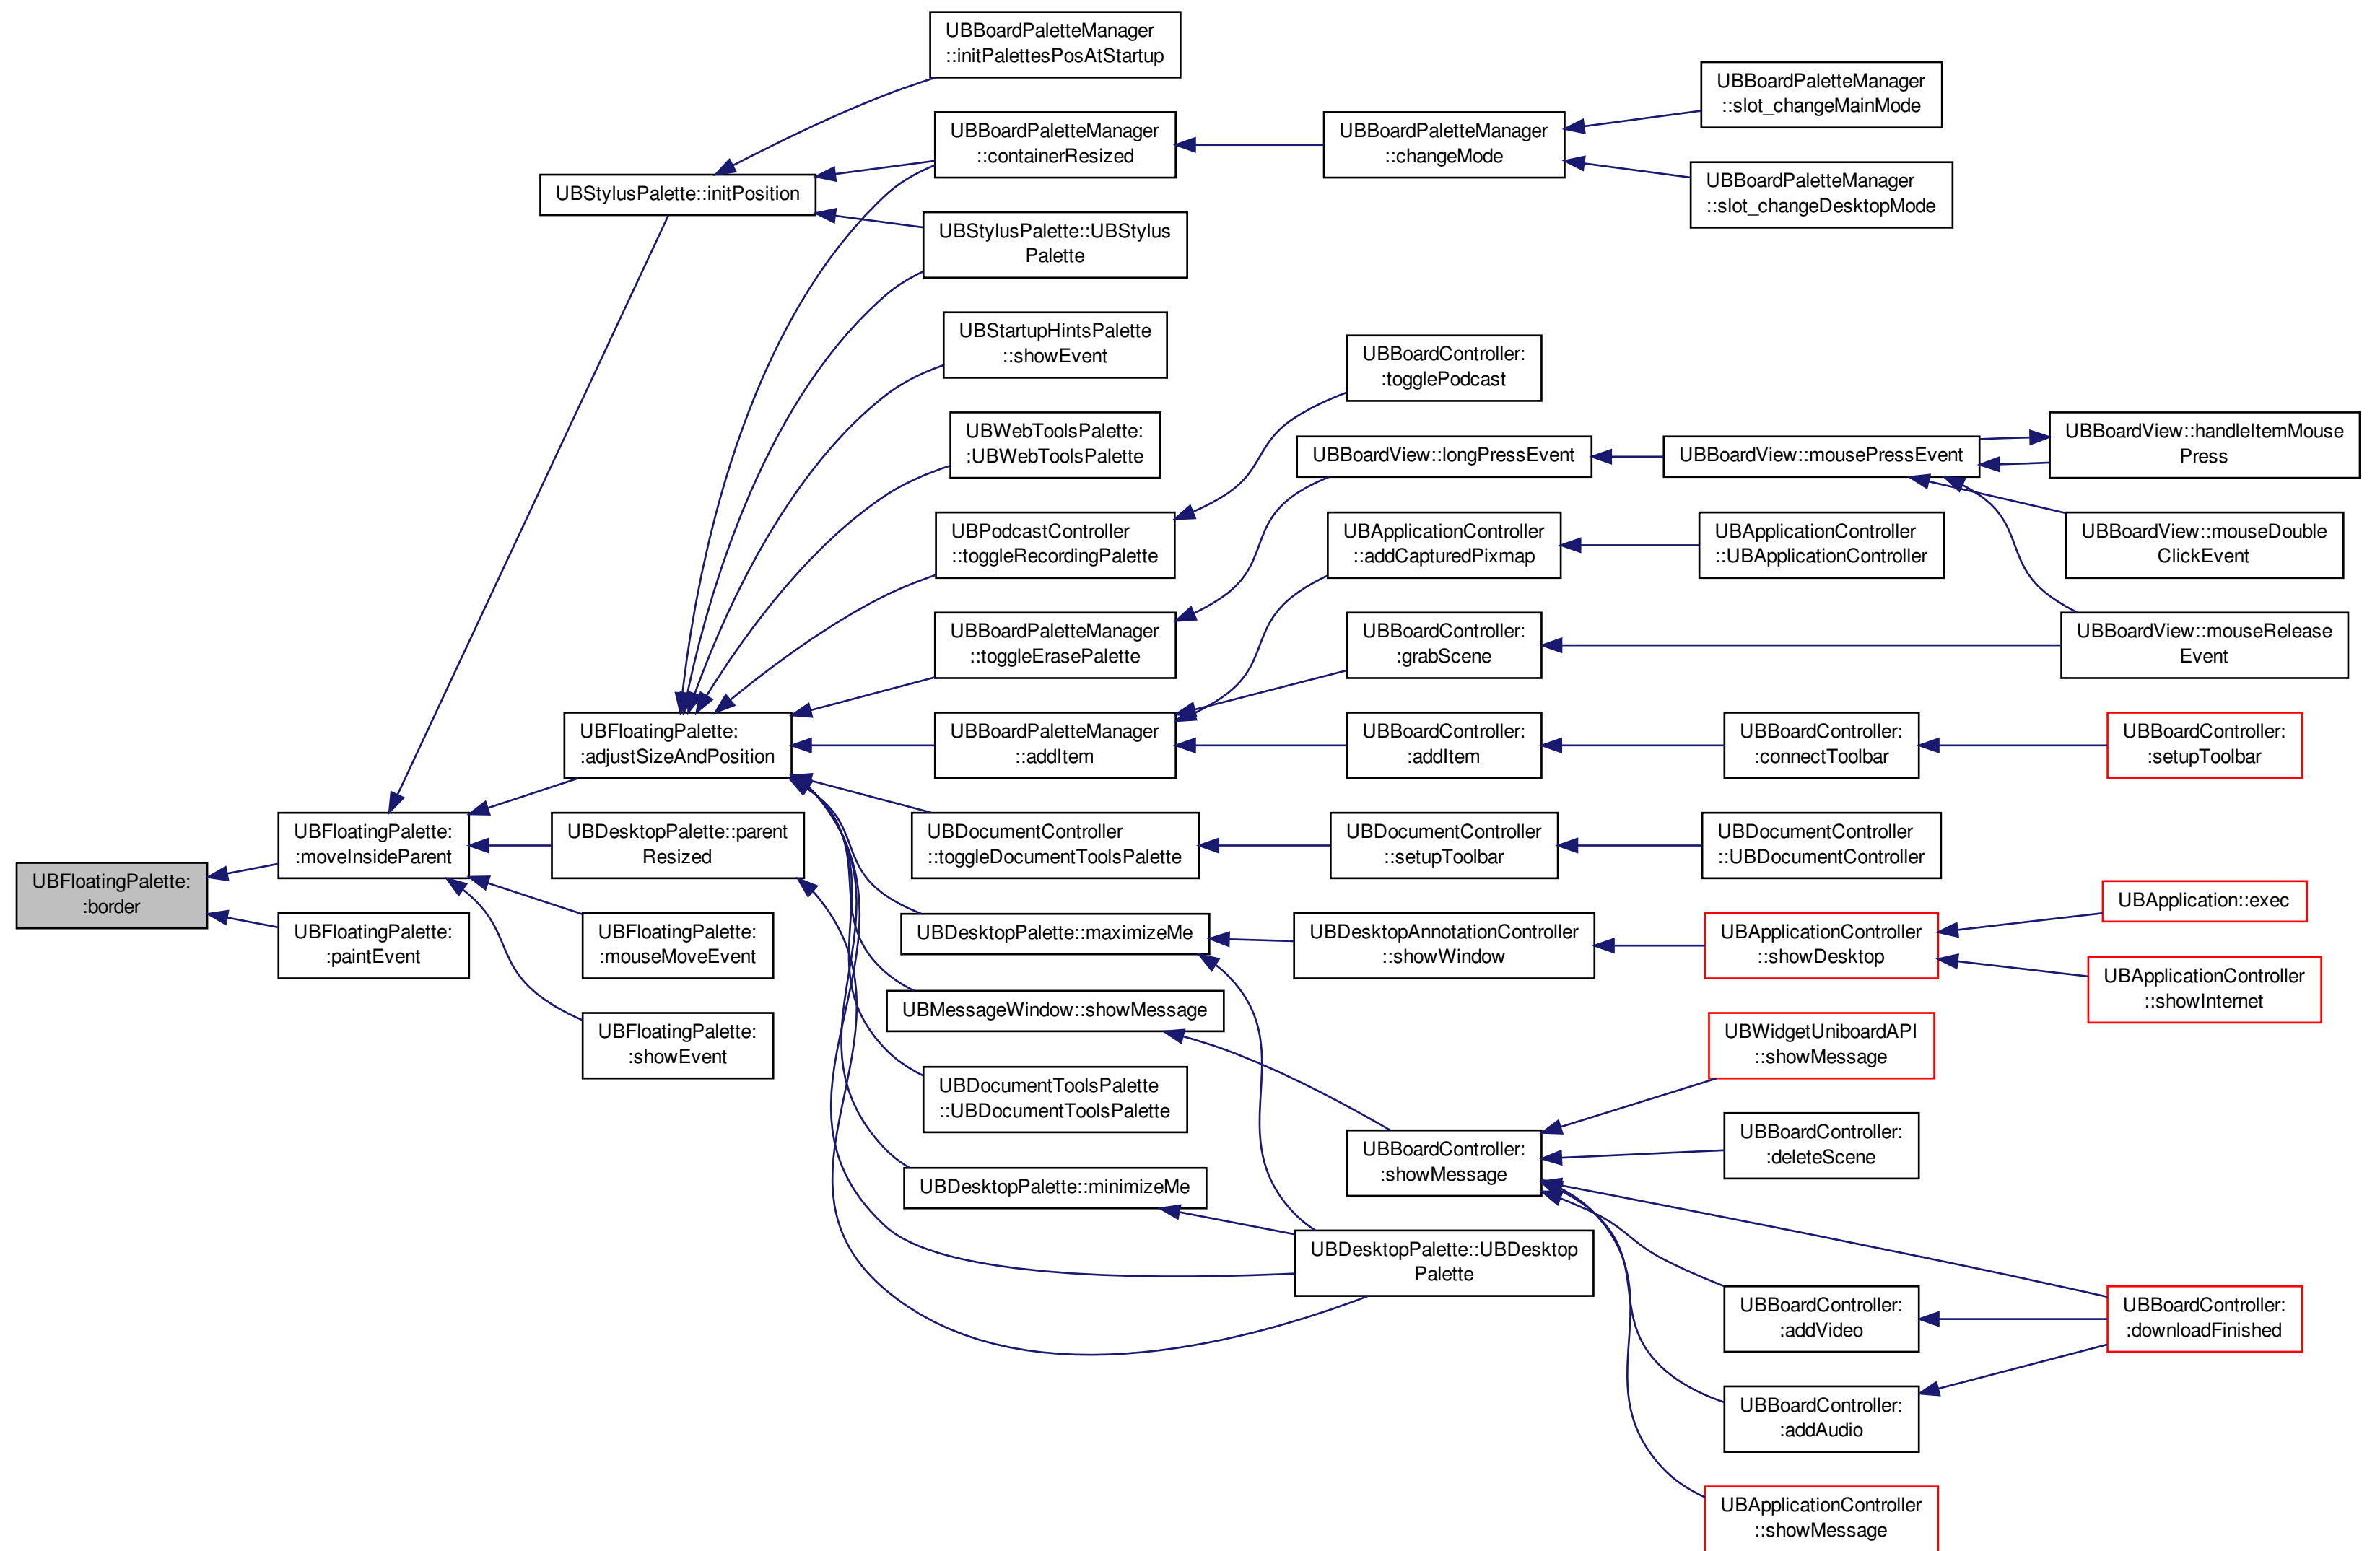 UBBoardPaletteManager
::initPalettesPosAtStartup
UBBoardPaletteManager
::slot_changeMainMode
UBBoardPaletteManager
::containerResized
UBBoardPaletteManager
::changeMode
UBStylusPalette::initPosition
UBBoardPaletteManager
::slot_changeDesktopMode
UBStylusPalette::UBStylus
Palette
UBStartupHintsPalette
::showEvent
UBBoardController:
:togglePodcast
UBWebToolsPalette:
:UBWebToolsPalette
UBBoardView::longPressEvent
UBBoardView::mousePressEvent
UBBoardView::handleItemMouse
Press
UBPodcastController
::toggleRecordingPalette
UBApplicationController
::addCapturedPixmap
UBApplicationController
::UBApplicationController
UBBoardView::mouseDouble
ClickEvent
UBBoardPaletteManager
::toggleErasePalette
UBBoardController:
:grabScene
UBBoardView::mouseRelease
Event
UBFloatingPalette:
:adjustSizeAndPosition
UBBoardPaletteManager
::addItem
UBBoardController:
:addItem
UBBoardController:
:connectToolbar
UBBoardController:
:setupToolbar
UBFloatingPalette:
:moveInsideParent
UBDesktopPalette::parent
Resized
UBDocumentController
::toggleDocumentToolsPalette
UBDocumentController
::setupToolbar
UBDocumentController
::UBDocumentController
UBFloatingPalette:
:border
UBFloatingPalette:
:paintEvent
UBFloatingPalette:
:mouseMoveEvent
UBDesktopPalette::maximizeMe
UBDesktopAnnotationController
::showWindow
UBApplicationController
::showDesktop
UBApplication::exec
UBApplicationController
::showInternet
UBMessageWindow::showMessage
UBFloatingPalette:
:showEvent
UBWidgetUniboardAPI
::showMessage
UBDocumentToolsPalette
::UBDocumentToolsPalette
UBBoardController:
:showMessage
UBBoardController:
:deleteScene
UBDesktopPalette::minimizeMe
UBDesktopPalette::UBDesktop
Palette
UBBoardController:
:addVideo
UBBoardController:
:downloadFinished
UBBoardController:
:addAudio
UBApplicationController
::showMessage